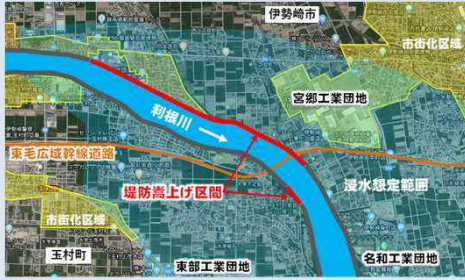 伊勢崎市
市街化区域
宮郷工業団地
利根川
東毛広域幹線道路
堤防嵩上げ区間
浸水想定範囲
市街化区域
玉村町
東部工業団地
名和工業団地